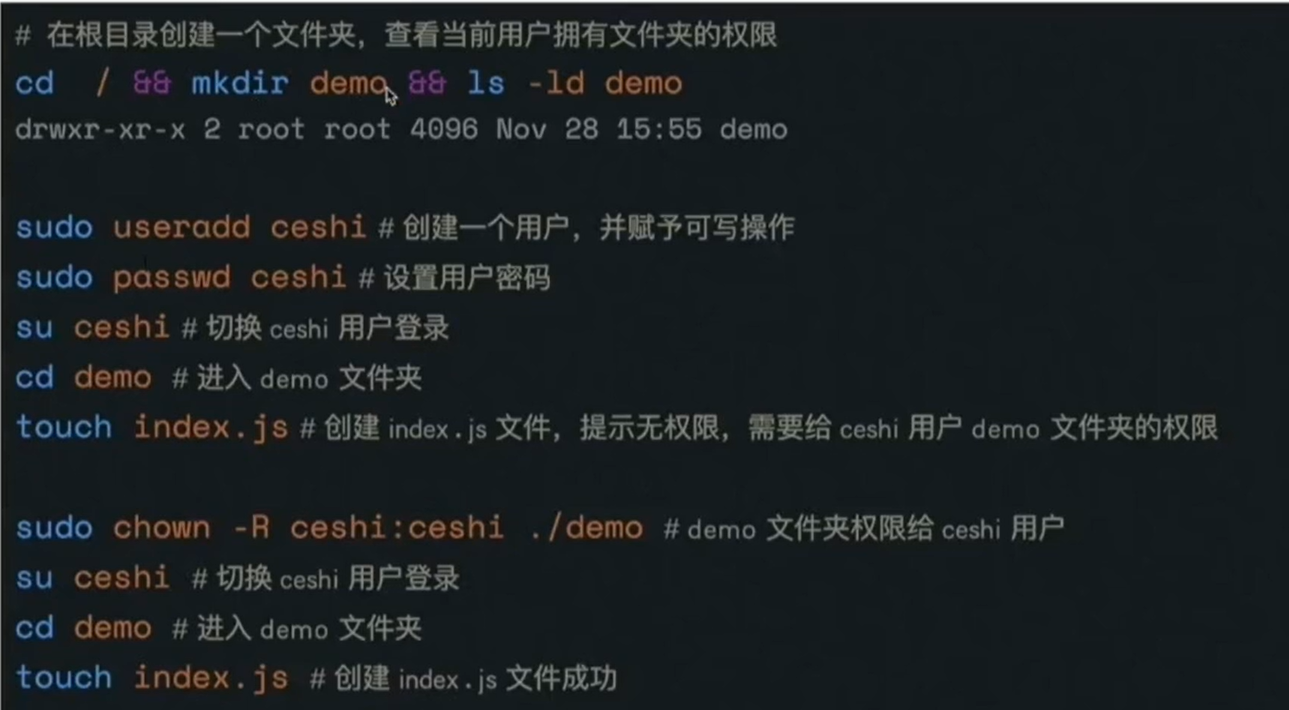 # 在根目录创建一个文件夹，查看当前用户拥有文件夹的权限
cd  / && mkdir demo && ls -ld demo
drwxr-xr-x 2 root root 4096 Nov 28 15:55 demo
sudo useradd ceshi # 创建一个用户，并赋予可写操作
sudo passwd ceshi # 设置用户密码
su ceshi # 切换 ceshi 用户登录
cd demo # 进入 demo 文件夹
touch index.js # 创建 index.js 文件，提示无权限，需要给 ceshi 用户 demo 文件夹的权限
sudo chown -R ceshi:ceshi ./demo # demo 文件夹权限给 ceshi 用户
su ceshi # 切换 ceshi 用户登录
cd demo # 进入 demo 文件夹
touch index.js # 创建 index.js 文件成功